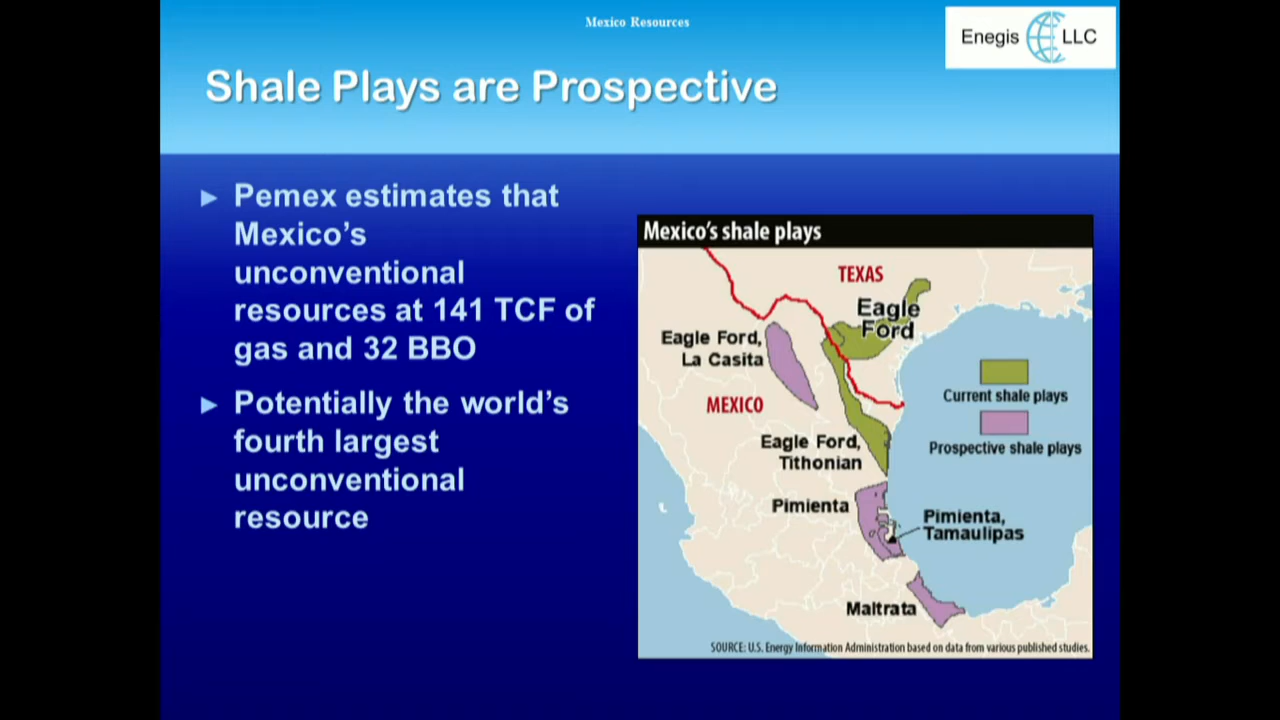 Mexico Resources
Enegis LLC
Shale Plays are Prospective
► Pemex estimates that
Mexico's
unconventional
resources at 141 TCF of
gas and 32 BBO
► Potentially the world's
fourth largest
unconventional
resource
Mexico's shale plays
TEXAS
Eagle
Ford
Eagle Ford,
La Casita
MEXICO
Current shale plays
Prospective shale plays
Eagle Ford,
Tithonian
Pimienta
Pimienta,
Tamaulipas
Maltrata
SOURCE: U.S. Energy Information Administration based on data from various published studies.